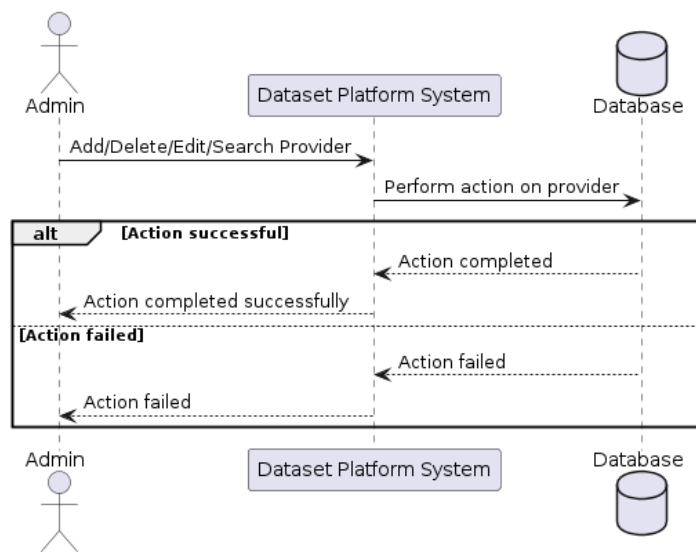 Admin
Dataset Platform System
Database
Add/Delete/Edit/Search Provider
Perform action on provider
alt [Action successful]
Action completed
Action completed successfully
[Action failed]
Action failed
Action failed
Admin
Dataset Platform System
Database